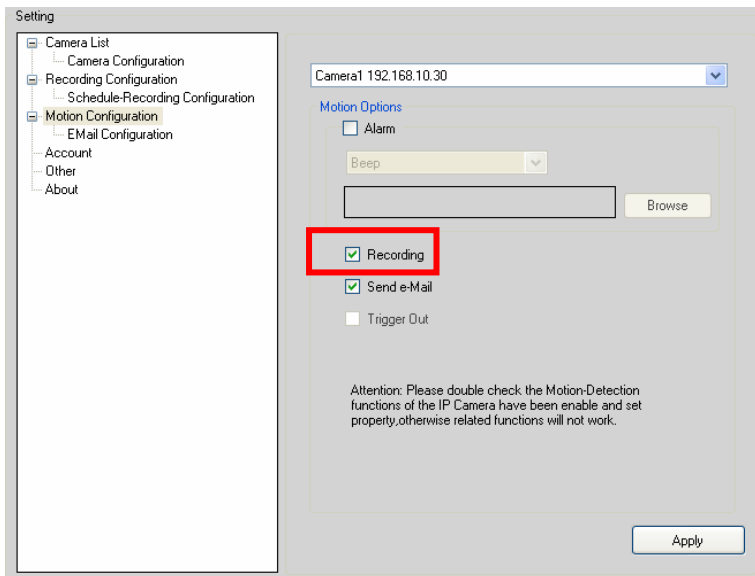 Setting
Camera List
Camera Configuration
Recording Configuration
Schedule-Recording Configuration
Motion Configuration
EMail Configuration
Account
Other
About
Camera1 192.168.10.30
Motion Options
Alarm
Beep
Browse
Recording
Send e-Mail
Trigger Out
Attention: Please double check the Motion-Detection
functions of the IP Camera have been enable and set
property,otherwise related functions will not work.
Apply